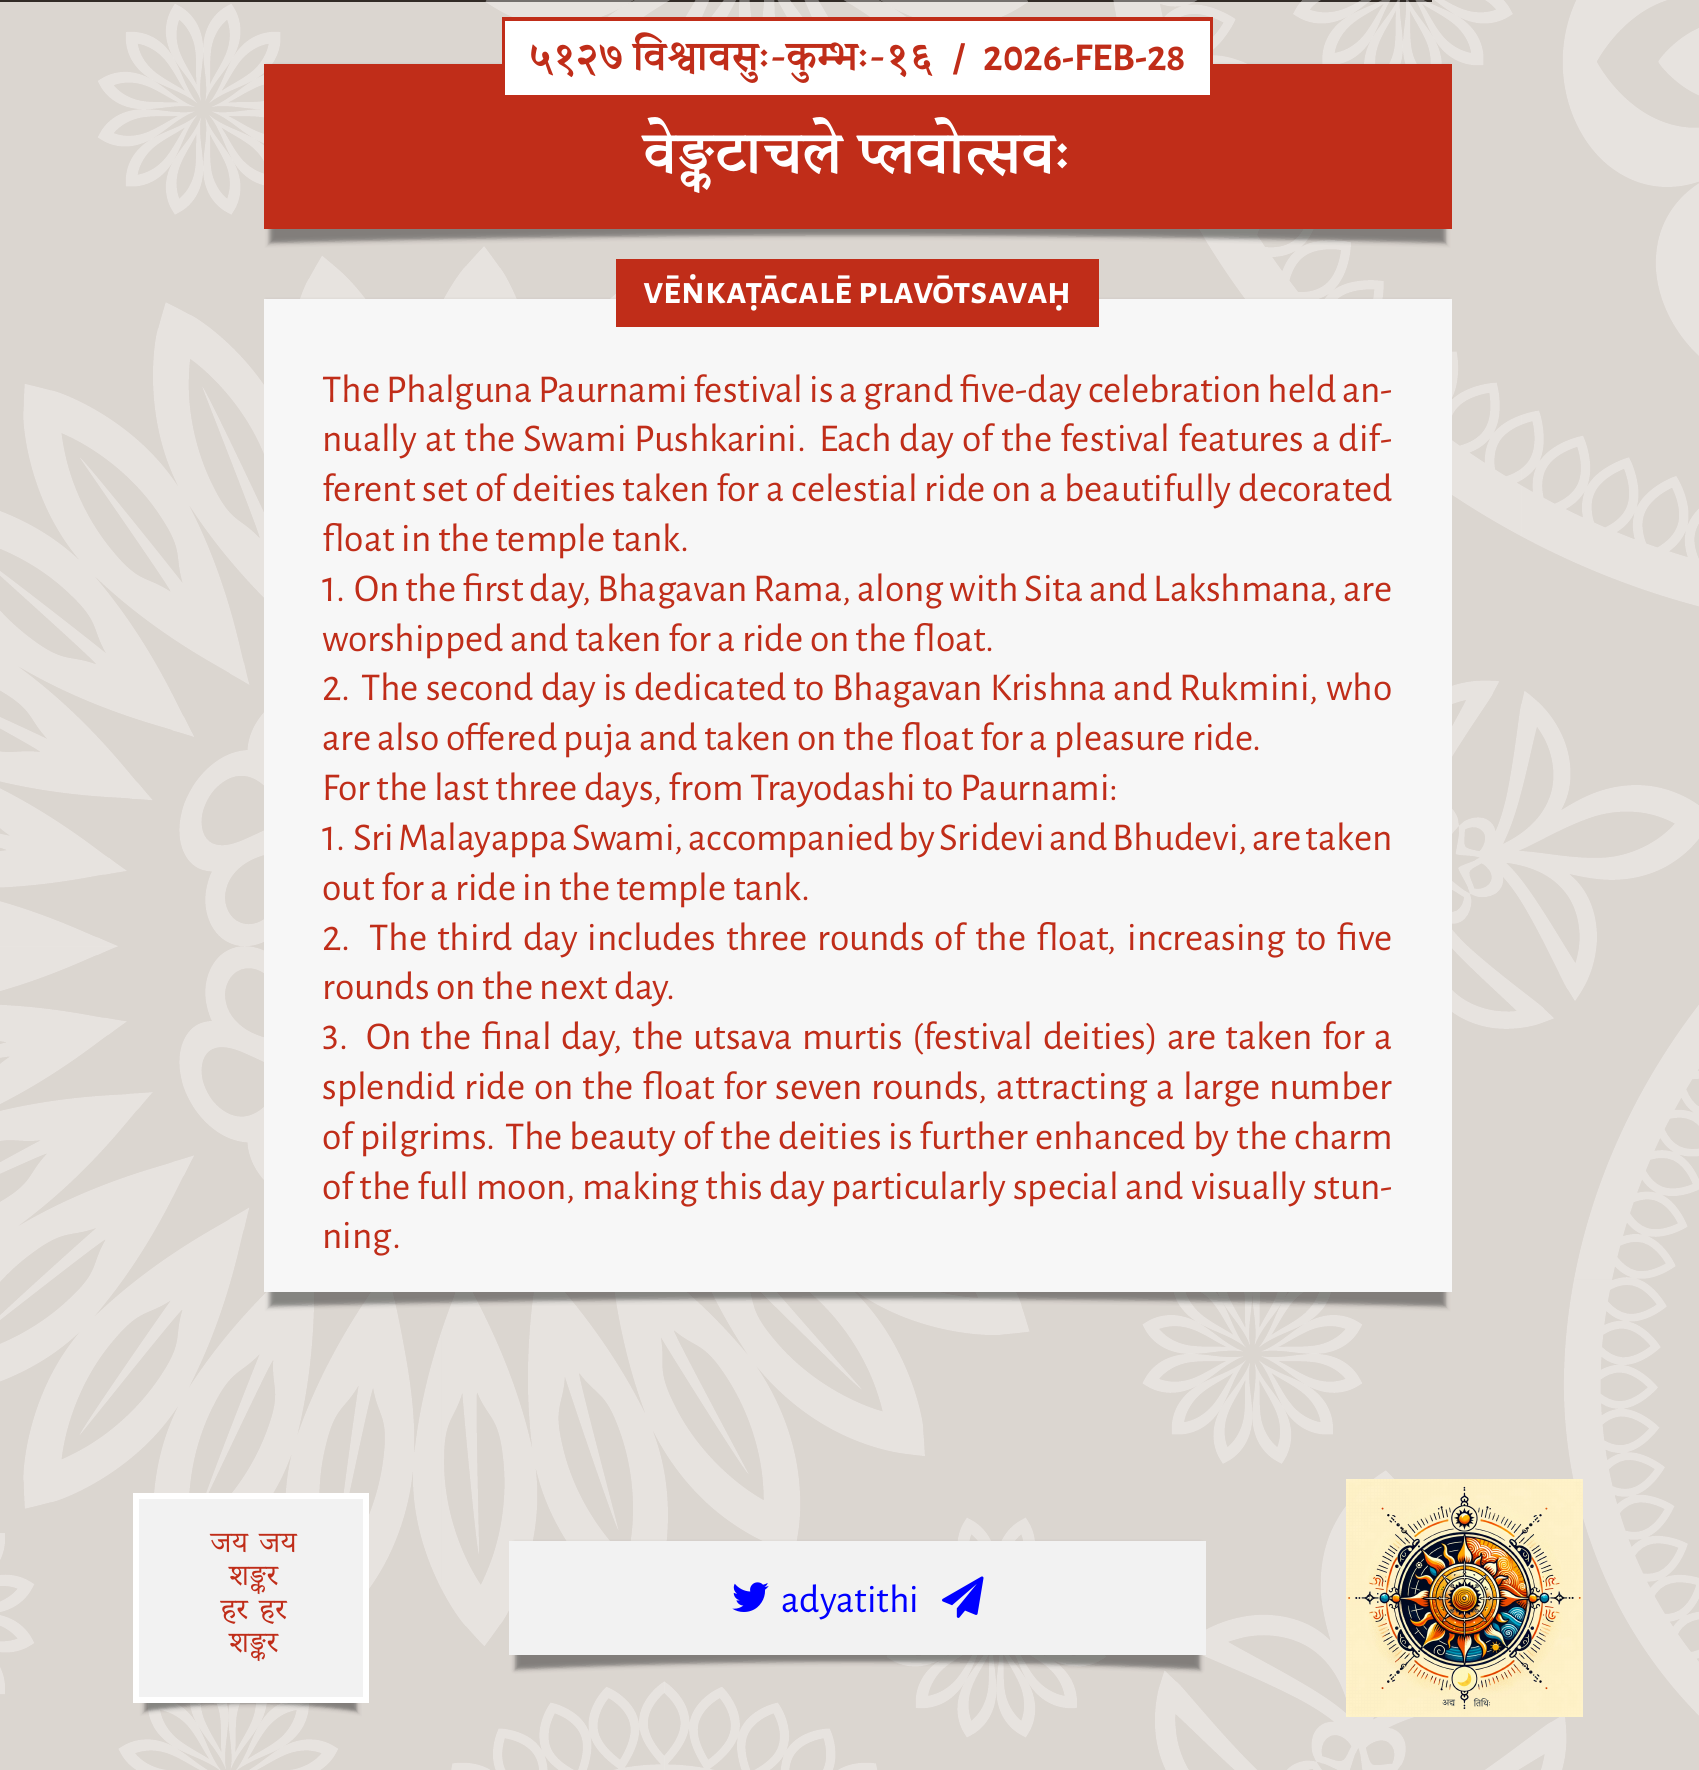 ५१२७ विश्वावसुः-कुम्भः-१६ / 2026-FEB-28
वेङ्कटाचले प्लवोत्सवः
VĒṄKAṬĀCALĒ PLAVŌTSAVAḤ
The Phalguna Paurnami festival is a grand five-day celebration held an-
nually at the Swami Pushkarini. Each day of the festival features a dif-
ferent set of deities taken for a celestial ride on a beautifully decorated
float in the temple tank.
1. On the first day, Bhagavan Rama, along with Sita and Lakshmana, are
worshipped and taken for a ride on the float.
2. The second day is dedicated to Bhagavan Krishna and Rukmini, who
are also offered puja and taken on the float for a pleasure ride.
For the last three days, from Trayodashi to Paurnami:
1. Sri Malayappa Swami, accompanied by Sridevi and Bhudevi, are taken
out for a ride in the temple tank.
2. The third day includes three rounds of the float, increasing to five
rounds on the next day.
3. On the final day, the utsava murtis (festival deities) are taken for a
splendid ride on the float for seven rounds, attracting a large number
of pilgrims. The beauty of the deities is further enhanced by the charm
of the full moon, making this day particularly special and visually stun-
ning.
जय जय
शङ्कर
हर हर
शङ्कर
adyatithi
अद्य तिथिः